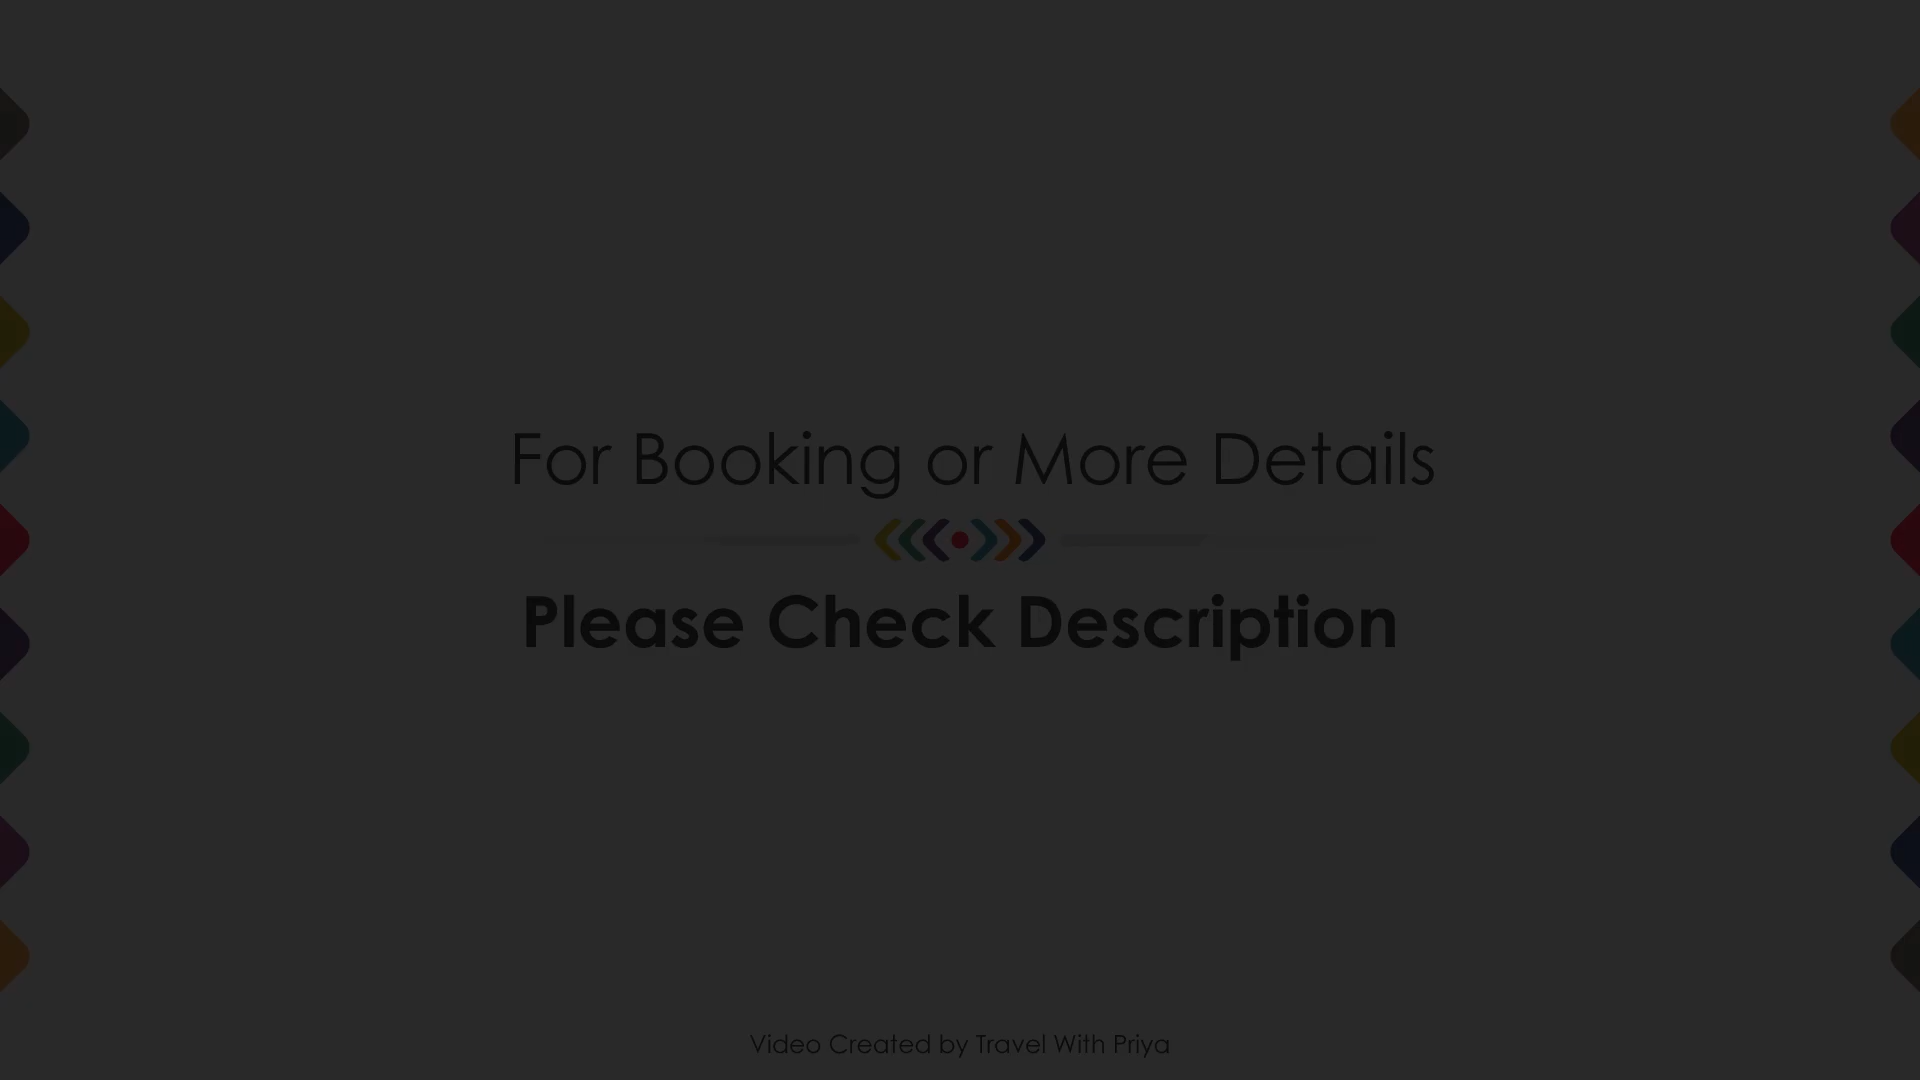 For Booking or More Details
Please Check Description
Video Created by Travel With Priya